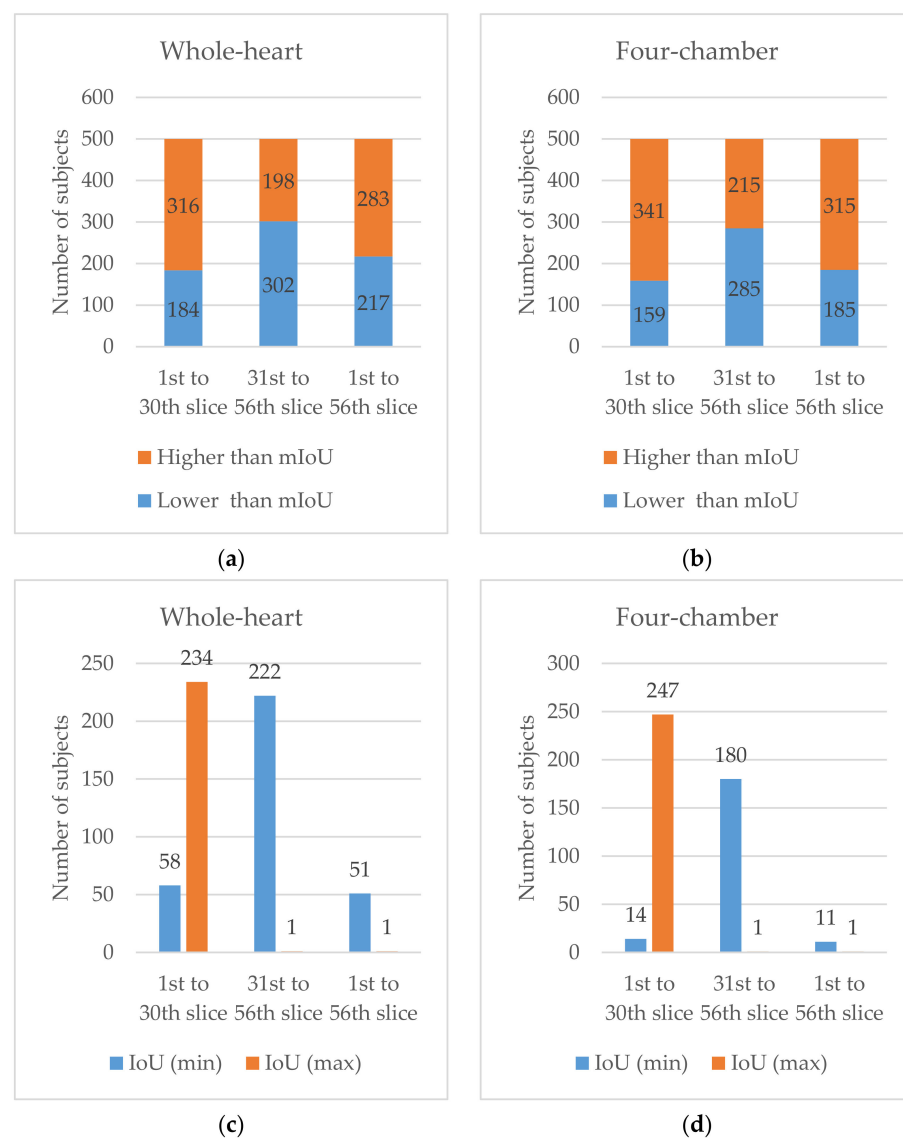 Whole-heart
Number of subjects
600
500
400
300
200
100
0
316
198
283
184
302
217
1st to
30th slice
31st to
56th slice
1st to
56th slice
Higher than mIoU
Lower than mIoU
(a)
Four-chamber
Number of subjects
600
500
400
300
200
100
0
341
215
315
159
285
185
1st to
30th slice
31st to
56th slice
1st to
56th slice
Higher than mIoU
Lower than mIoU
(b)
Whole-heart
Number of subjects
250
200
150
100
50
0
58
234
222
1
51
1
1st to
30th slice
31st to
56th slice
1st to
56th slice
IoU (min)
IoU (max)
(c)
Four-chamber
Number of subjects
300
250
200
150
100
50
0
14
247
180
1
11
1
1st to
30th slice
31st to
56th slice
1st to
56th slice
IoU (min)
IoU (max)
(d)